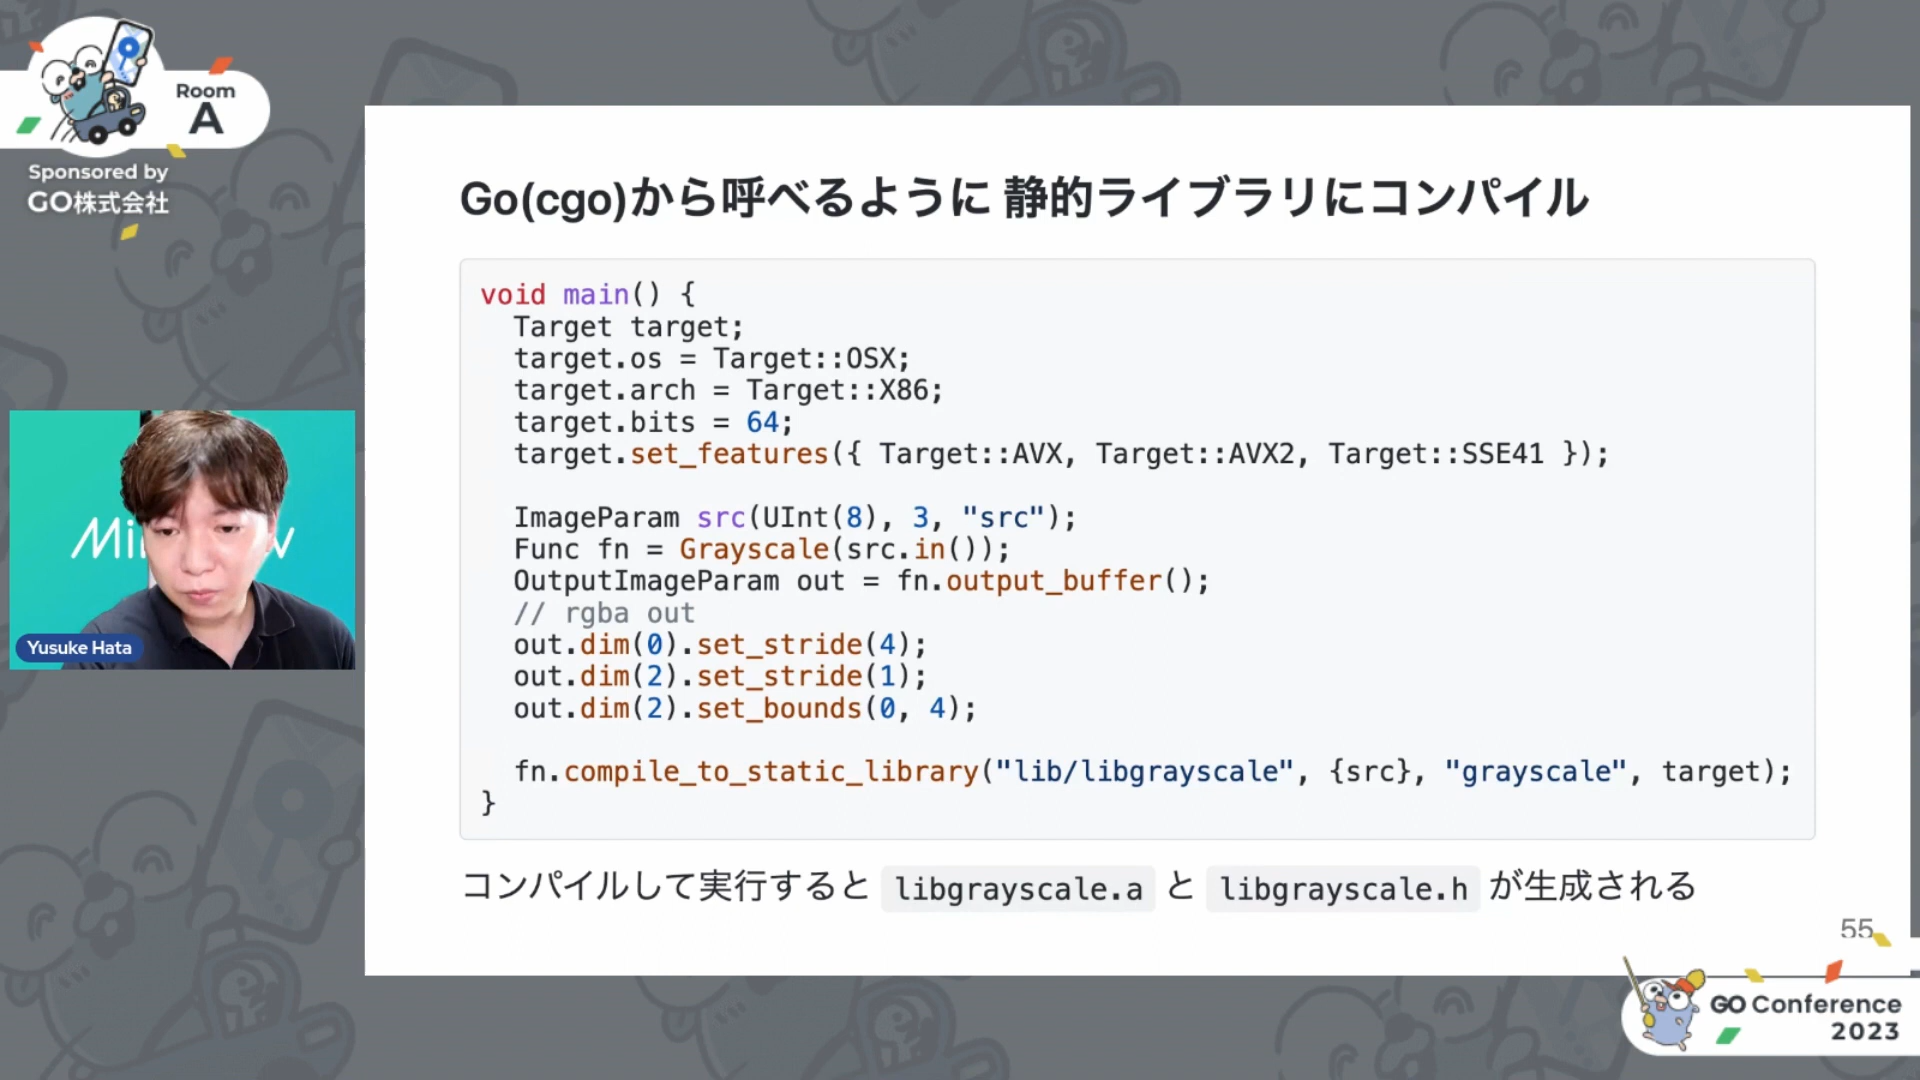 Room
A
Sponsored by
GO株式会社
Go(cgo)から呼べるように 静的ライブラリにコンパイル
void main() {
  Target target;
  target.os = Target::OSX;
  target.arch = Target::X86;
  target.bits = 64;
  target.set_features({ Target::AVX, Target::AVX2, Target::SSE41 });
  ImageParam src(UInt(8), 3, "src");
  Func fn = Grayscale(src.in());
  OutputImageParam out = fn.output_buffer();
  // rgba out
  out.dim(0).set_stride(4);
  out.dim(2).set_stride(1);
  out.dim(2).set_bounds(0, 4);
  fn.compile_to_static_library("lib/libgrayscale", {src}, "grayscale", target);
}
コンパイルして実行すると libgrayscale.a と libgrayscale.h が生成される
55
Yusuke Hata
GO Conference
2023